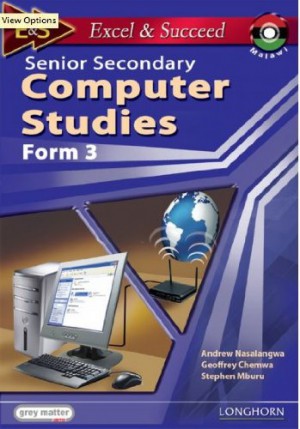 View Options
E&S
Excel & Succeed
Malawi
Senior Secondary
Computer
Studies
Form 3
Andrew Nasalangwa
Geoffrey Chemwa
Stephen Mburu
grey matter
LONGHORN